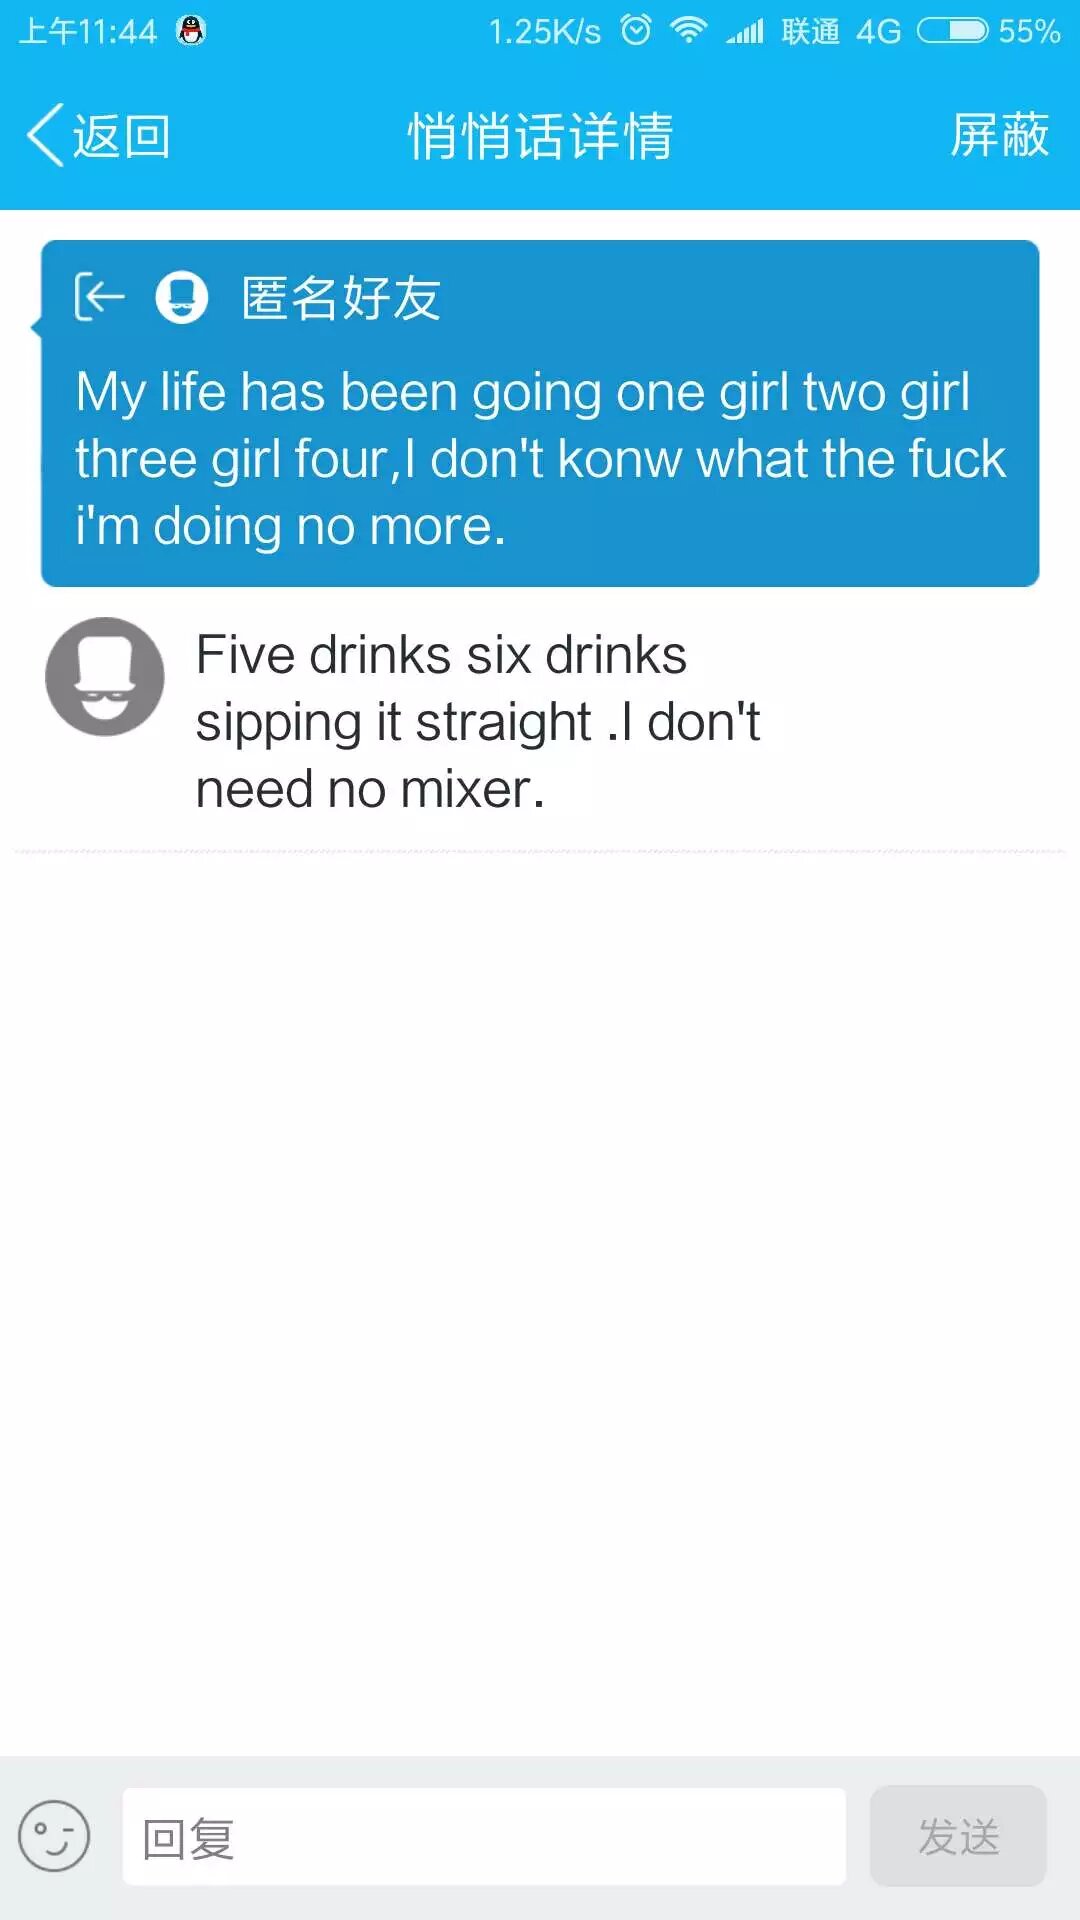 上午11:44 1.25K/s 联通 4G 55%
返回 悄悄话详情 屏蔽
匿名好友
My life has been going one girl two girl
three girl four,I don't konw what the fuck
i'm doing no more.
Five drinks six drinks
sipping it straight .I don't
need no mixer.
回复 发送